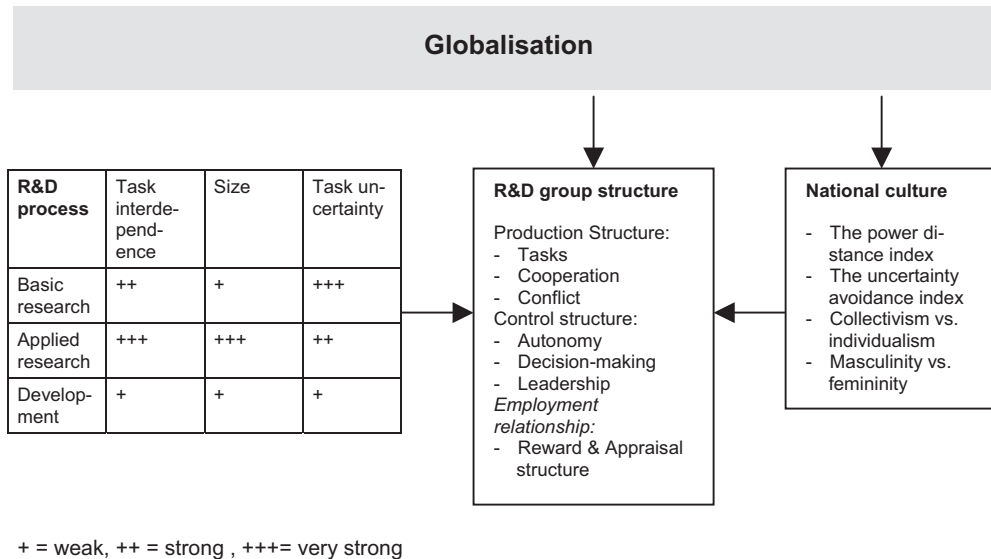 Globalisation
R&D process
Task interde-
pend-
ence
Size
Task un-
certainty
Basic
research
++
+
+++
Applied
research
+++
+++
++
Develop-
ment
+
+
+
R&D group structure
Production Structure:
- Tasks
- Cooperation
- Conflict
Control structure:
- Autonomy
- Decision-making
- Leadership
Employment
relationship:
- Reward & Appraisal
structure
National culture
- The power di-
stance index
- The uncertainty
avoidance index
- Collectivism vs.
individualism
- Masculinity vs.
femininity
+ = weak, ++ = strong , +++= very strong